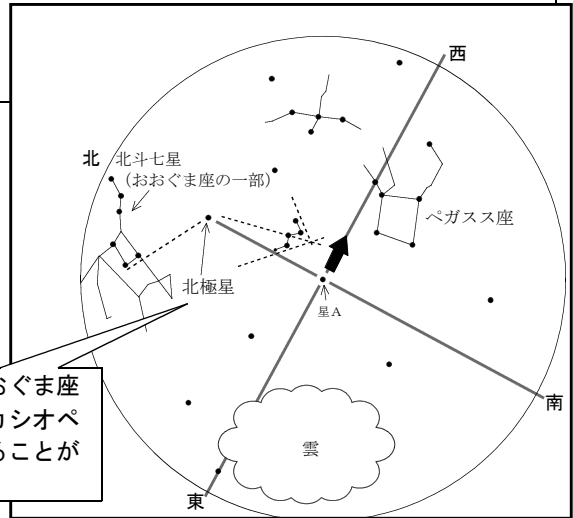 西
北
北斗七星
（おおぐま座の一部）
ペガスス座
北極星
星A
南
おぐま座
カシオペ
ることが
雲
東